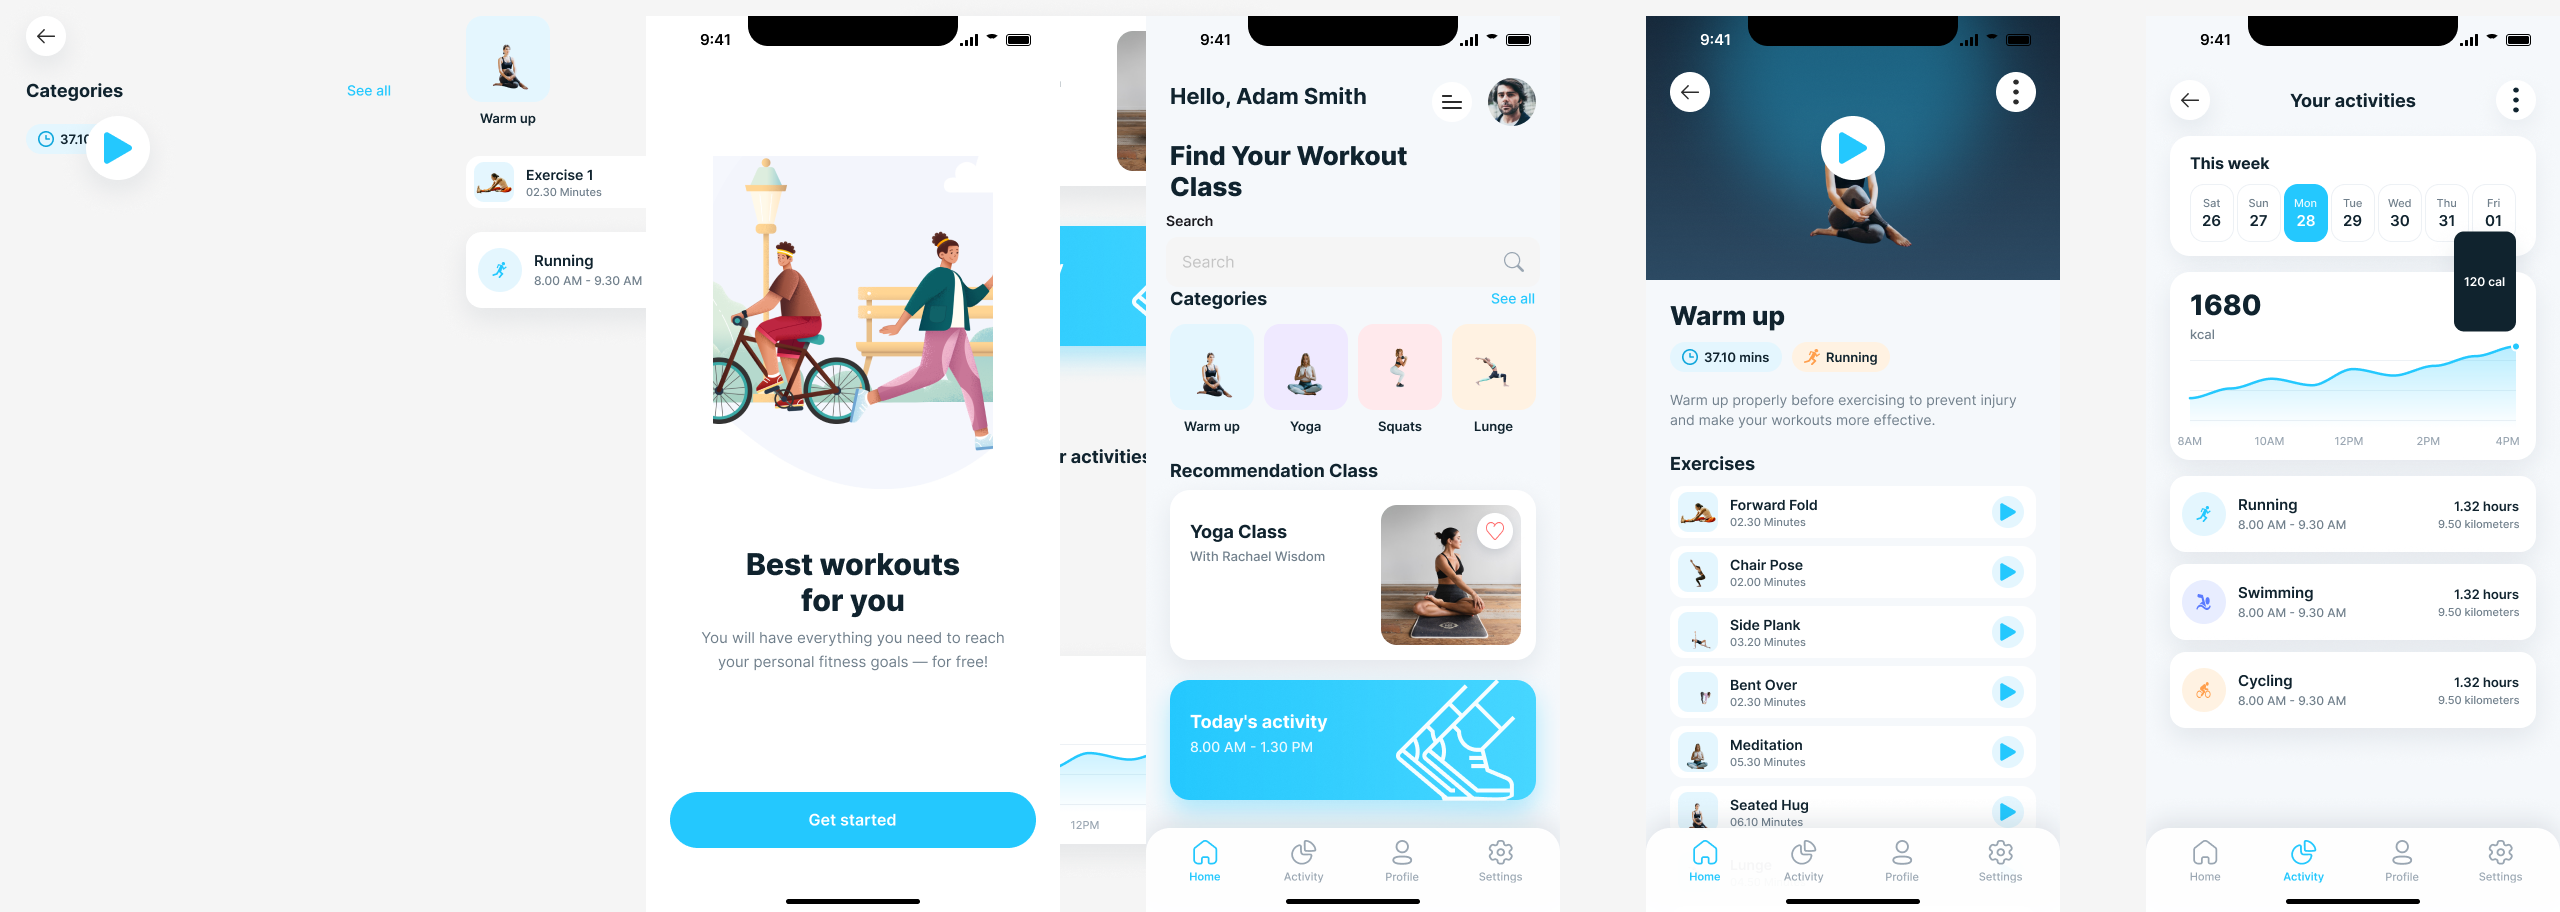 Categories
See all
37.10
Warm up
Exercise 1
02.30 Minutes
Running
8.00 AM - 9.30 AM
9:41
Best workouts
for you
You will have everything you need to reach
your personal fitness goals — for free!
Get started
r activities
12PM
9:41
Hello, Adam Smith
Find Your Workout
Class
Search
Search
Categories
See all
Warm up
Yoga
Squats
Lunge
Recommendation Class
Yoga Class
With Rachael Wisdom
Today's activity
8.00 AM - 1.30 PM
Home
Activity
Profile
Settings
9:41
Warm up
37.10 mins
Running
Warm up properly before exercising to prevent injury
and make your workouts more effective.
Exercises
Forward Fold
02.30 Minutes
Chair Pose
02.00 Minutes
Side Plank
03.20 Minutes
Bent Over
02.30 Minutes
Meditation
05.30 Minutes
Seated Hug
06.10 Minutes
Lunge
Home
Activity
Profile
Settings
9:41
Your activities
This week
Sat
26
Sun
27
Mon
28
Tue
29
Wed
30
Thu
31
Fri
01
120 cal
1680
kcal
8AM
10AM
12PM
2PM
4PM
Running
8.00 AM - 9.30 AM
1.32 hours
9.50 kilometers
Swimming
8.00 AM - 9.30 AM
1.32 hours
9.50 kilometers
Cycling
8.00 AM - 9.30 AM
1.32 hours
9.50 kilometers
Home
Activity
Profile
Settings